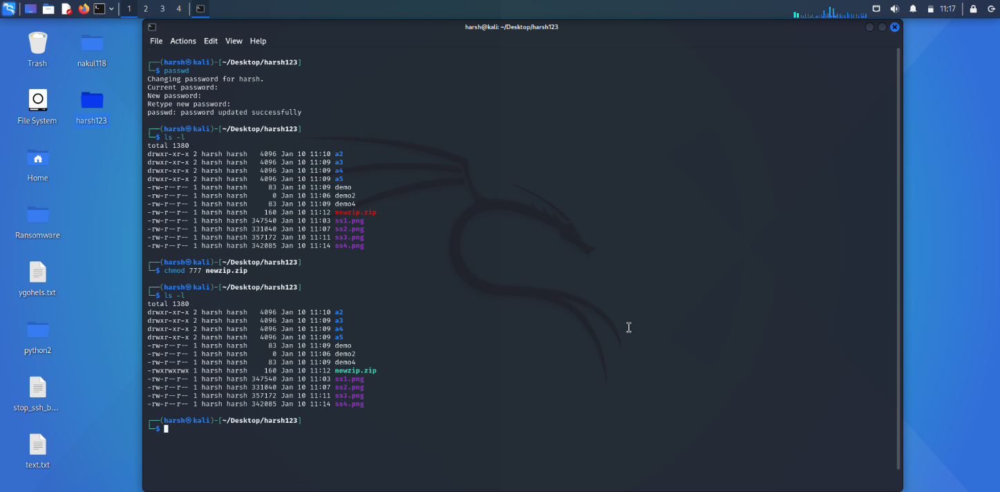 1 2 3 4
11:17
harsh@kali: ~/Desktop/harsh123
File Actions Edit View Help
Trash
nakul118
File System
harsh123
Home
Ransomware
ygohels.txt
python2
stop_ssh_b...
text.txt
┌──(harsh㉿kali)-[~/Desktop/harsh123]
└─$ passwd
Changing password for harsh.
Current password:
New password:
Retype new password:
passwd: password updated successfully
┌──(harsh㉿kali)-[~/Desktop/harsh123]
└─$ ls -l
total 1380
drwxr-xr-x 2 harsh harsh   4096 Jan 10 11:10 a2
drwxr-xr-x 2 harsh harsh   4096 Jan 10 11:09 a3
drwxr-xr-x 2 harsh harsh   4096 Jan 10 11:09 a4
drwxr-xr-x 2 harsh harsh   4096 Jan 10 11:09 a5
-rw-r--r-- 1 harsh harsh     83 Jan 10 11:09 demo
-rw-r--r-- 1 harsh harsh      0 Jan 10 11:06 demo2
-rw-r--r-- 1 harsh harsh     83 Jan 10 11:09 demo4
-rw-r--r-- 1 harsh harsh    160 Jan 10 11:12 newzip.zip
-rw-r--r-- 1 harsh harsh 347540 Jan 10 11:03 ss1.png
-rw-r--r-- 1 harsh harsh 331040 Jan 10 11:07 ss2.png
-rw-r--r-- 1 harsh harsh 357172 Jan 10 11:11 ss3.png
-rw-r--r-- 1 harsh harsh 342085 Jan 10 11:14 ss4.png
┌──(harsh㉿kali)-[~/Desktop/harsh123]
└─$ chmod 777 newzip.zip
┌──(harsh㉿kali)-[~/Desktop/harsh123]
└─$ ls -l
total 1380
drwxr-xr-x 2 harsh harsh   4096 Jan 10 11:10 a2
drwxr-xr-x 2 harsh harsh   4096 Jan 10 11:09 a3
drwxr-xr-x 2 harsh harsh   4096 Jan 10 11:09 a4
drwxr-xr-x 2 harsh harsh   4096 Jan 10 11:09 a5
-rw-r--r-- 1 harsh harsh     83 Jan 10 11:09 demo
-rw-r--r-- 1 harsh harsh      0 Jan 10 11:06 demo2
-rw-r--r-- 1 harsh harsh     83 Jan 10 11:09 demo4
-rwxrwxrwx 1 harsh harsh    160 Jan 10 11:12 newzip.zip
-rw-r--r-- 1 harsh harsh 347540 Jan 10 11:03 ss1.png
-rw-r--r-- 1 harsh harsh 331040 Jan 10 11:07 ss2.png
-rw-r--r-- 1 harsh harsh 357172 Jan 10 11:11 ss3.png
-rw-r--r-- 1 harsh harsh 342085 Jan 10 11:14 ss4.png
┌──(harsh㉿kali)-[~/Desktop/harsh123]
└─$